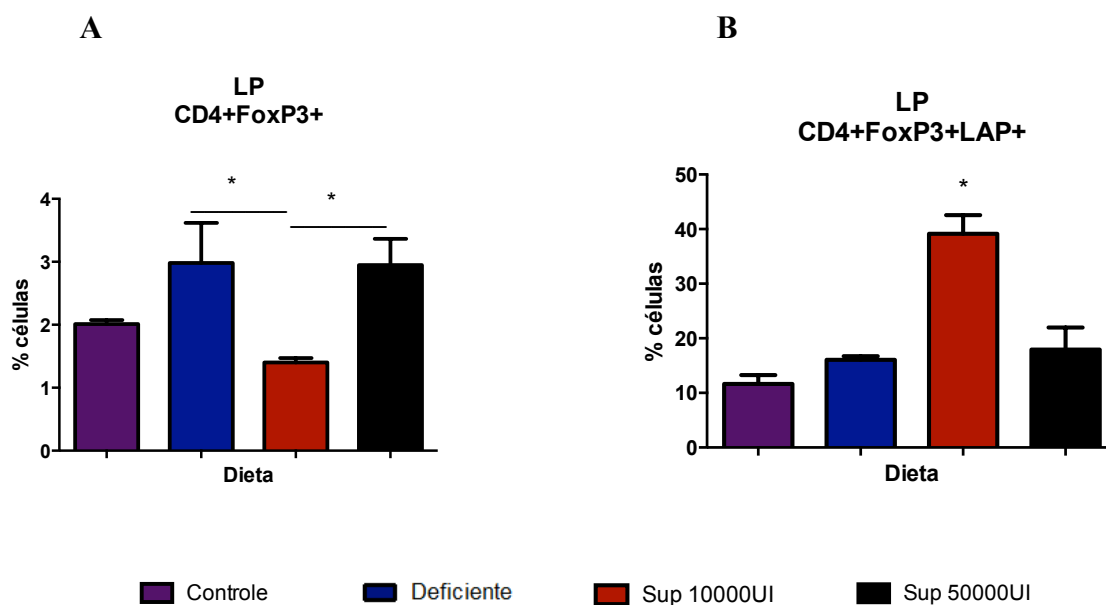 A
B
LP
CD4+FoxP3+
* *
% células
4
3
2
1
0
Dieta
LP
CD4+FoxP3+LAP+
*
% células
50
40
30
20
10
0
Dieta
Controle Deficiente Sup 10000UI Sup 50000UI